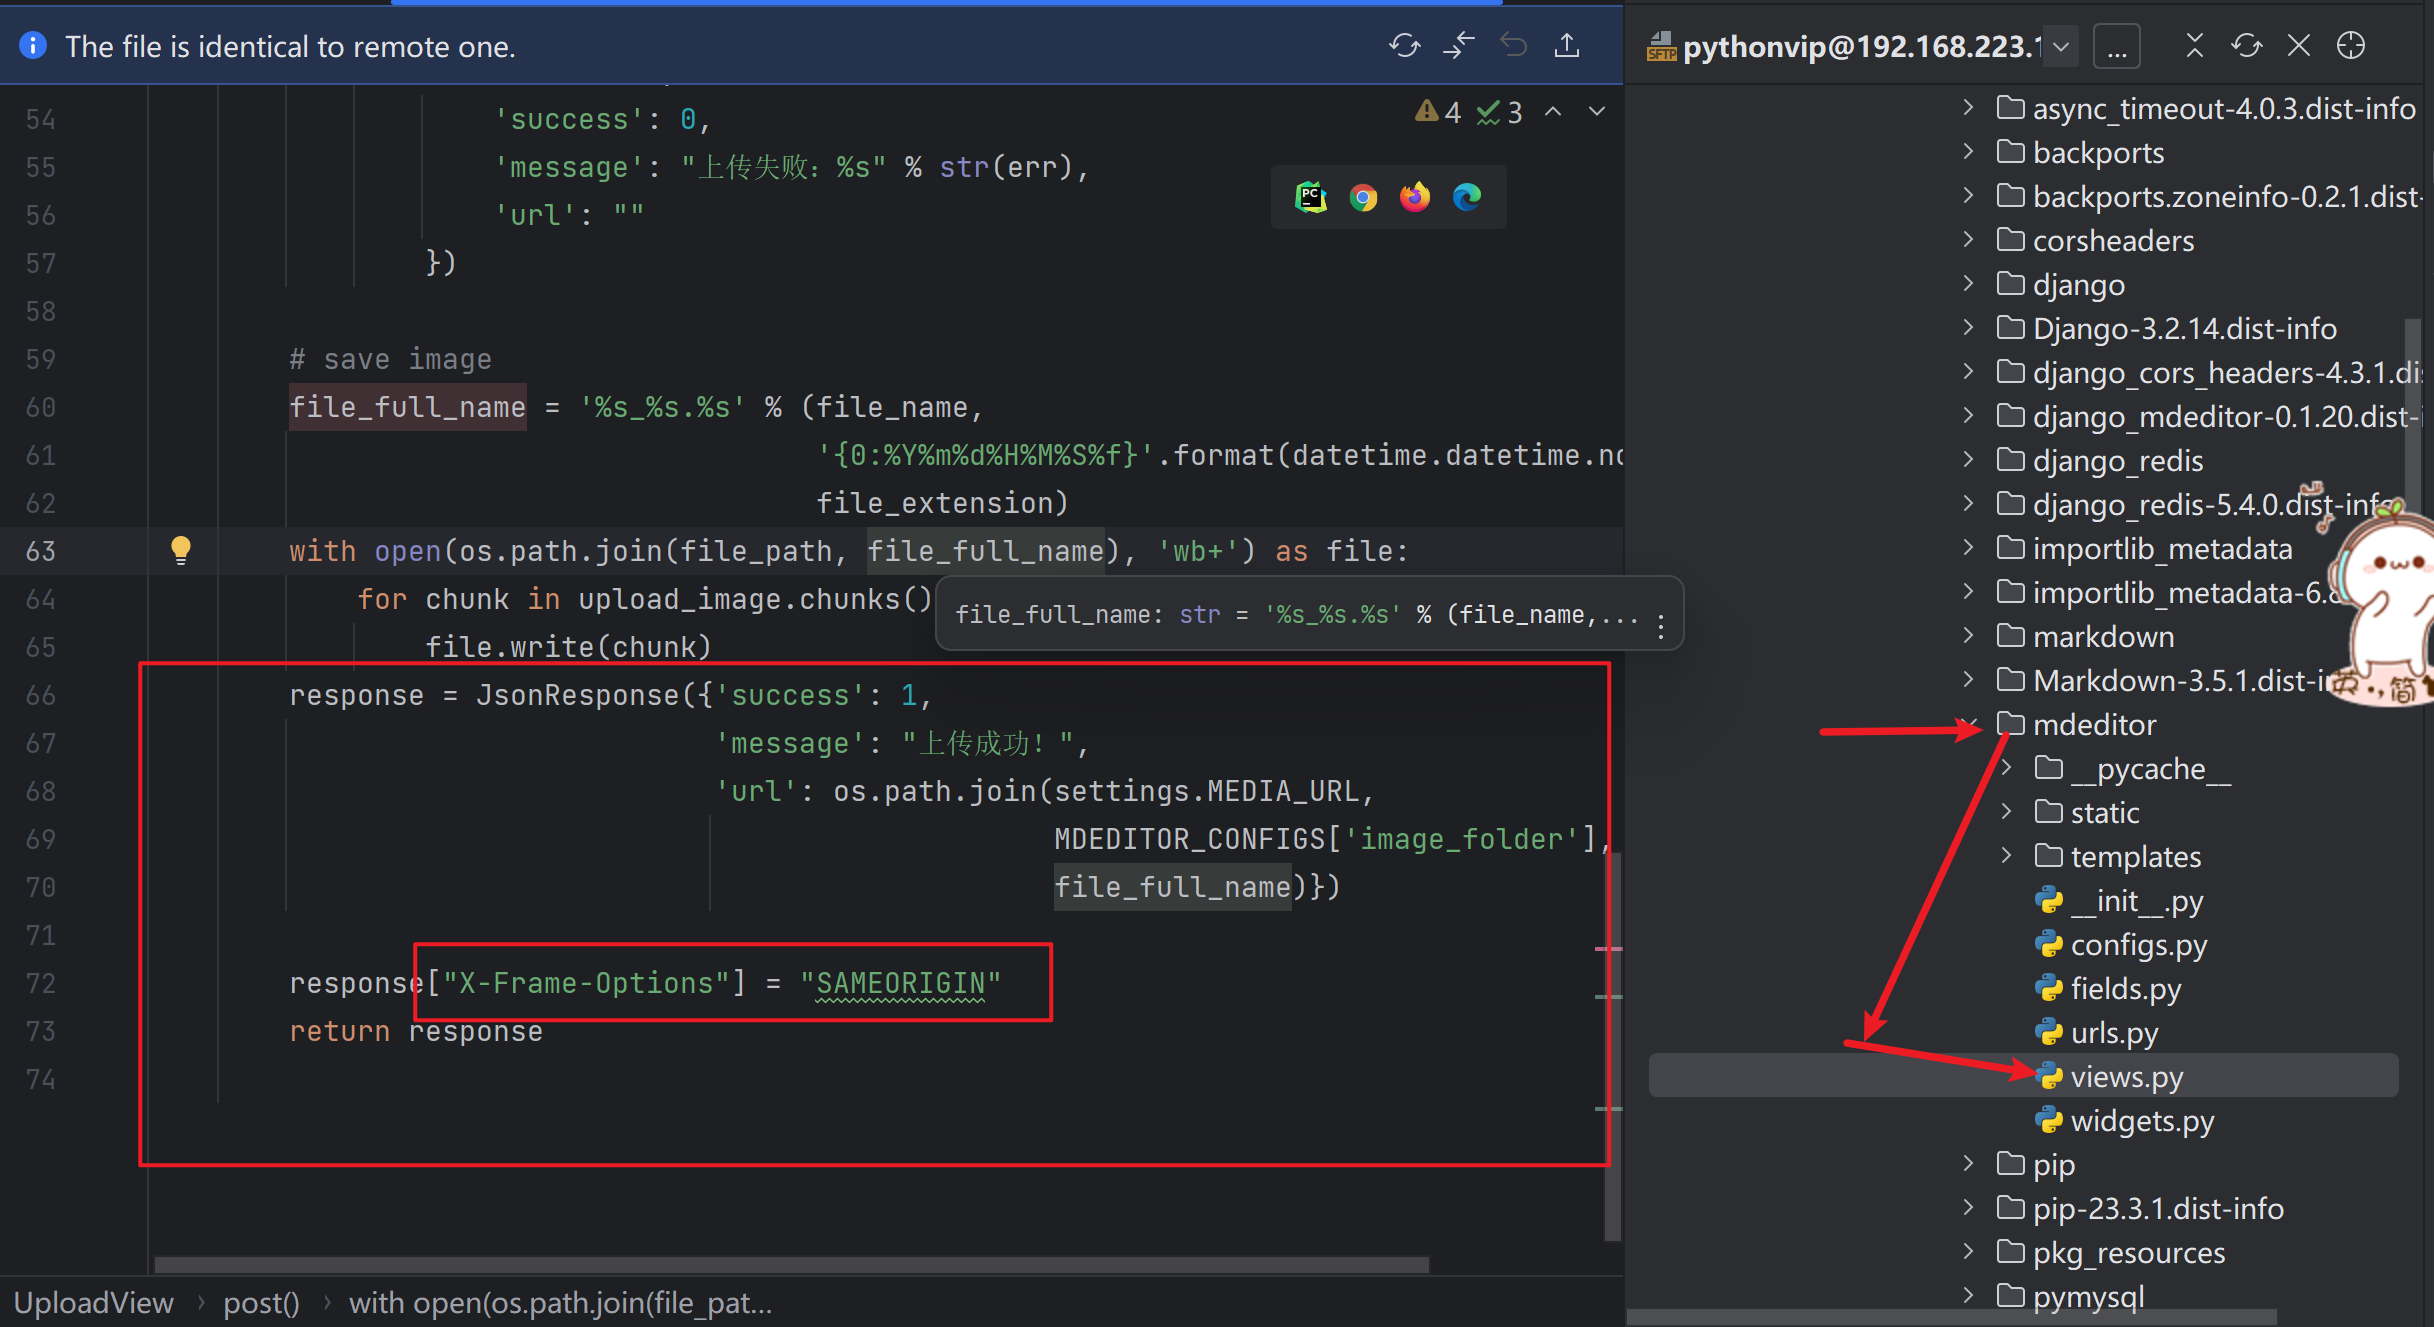 The file is identical to remote one.
pythonvip@192.168.223.1
...
4
3
54 'success': 0,
55 'message': "上传失败：%s" % str(err),
56 'url': ""
57 })
58
59 # save image
60 file_full_name = '%s_%s.%s' % (file_name,
61 '{0:%Y%m%d%H%M%S%f}'.format(datetime.datetime.no
62 file_extension)
63 with open(os.path.join(file_path, file_full_name), 'wb+') as file:
64 for chunk in upload_image.chunks()
file_full_name: str = '%s_%s.%s' % (file_name,...
65 file.write(chunk)
66 response = JsonResponse({'success': 1,
67 'message': "上传成功！",
68 'url': os.path.join(settings.MEDIA_URL,
69 MDEDITOR_CONFIGS['image_folder'],
70 file_full_name)})
71
72 response["X-Frame-Options"] = "SAMEORIGIN"
73 return response
74
UploadView › post() › with open(os.path.join(file_pat...
async_timeout-4.0.3.dist-info
backports
backports.zoneinfo-0.2.1.dist-
corsheaders
django
Django-3.2.14.dist-info
django_cors_headers-4.3.1.di
django_mdeditor-0.1.20.dist-i
django_redis
django_redis-5.4.0.dist-info
importlib_metadata
importlib_metadata-6.
markdown
Markdown-3.5.1.dist-in
英 ·, 简
mdeditor
__pycache__
static
templates
__init__.py
configs.py
fields.py
urls.py
views.py
widgets.py
pip
pip-23.3.1.dist-info
pkg_resources
pymysql